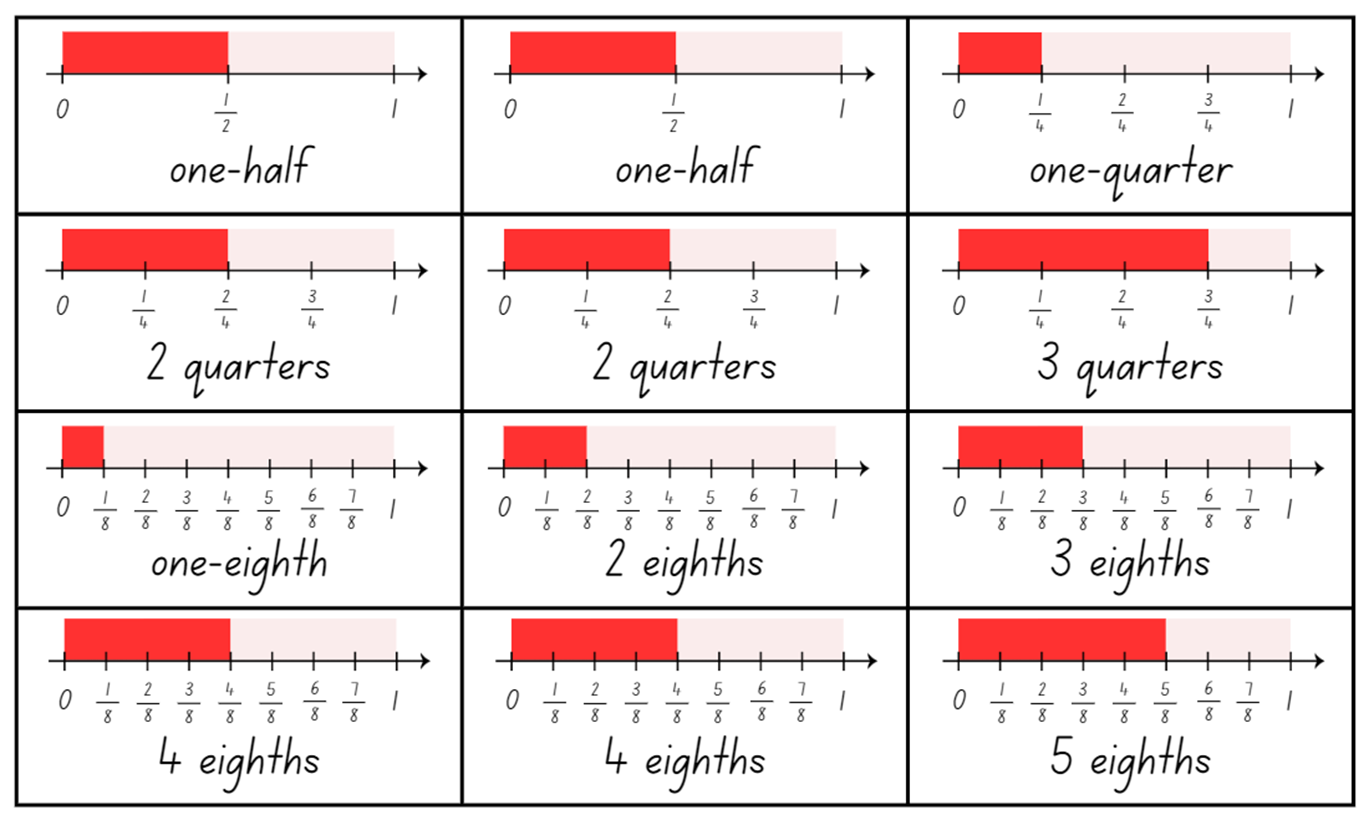 0 1/2 1
one-half
0 1/2 1
one-half
0 1/4 2/4 3/4 1
one-quarter
0 1/4 2/4 3/4 1
2 quarters
0 1/4 2/4 3/4 1
2 quarters
0 1/4 2/4 3/4 1
3 quarters
0 1/8 2/8 3/8 4/8 5/8 6/8 7/8 1
one-eighth
0 1/8 2/8 3/8 4/8 5/8 6/8 7/8 1
2 eighths
0 1/8 2/8 3/8 4/8 5/8 6/8 7/8 1
3 eighths
0 1/8 2/8 3/8 4/8 5/8 6/8 7/8 1
4 eighths
0 1/8 2/8 3/8 4/8 5/8 6/8 7/8 1
4 eighths
0 1/8 2/8 3/8 4/8 5/8 6/8 7/8 1
5 eighths